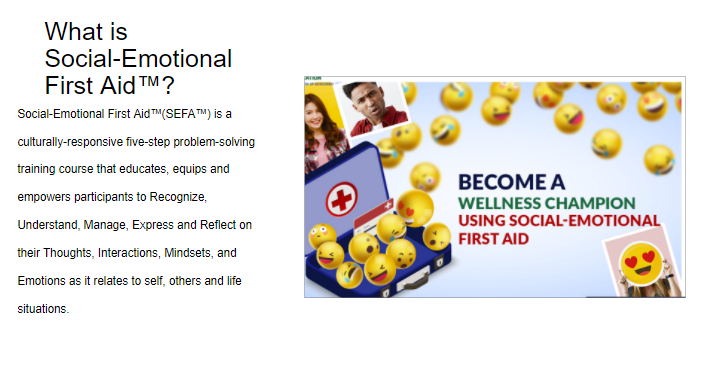 What is
Social-Emotional
First Aid™?
Social-Emotional First Aid™(SEFA™) is a
culturally-responsive five-step problem-solving
training course that educates, equips and
empowers participants to Recognize,
Understand, Manage, Express and Reflect on
their Thoughts, Interactions, Mindsets, and
Emotions as it relates to self, others and life
situations.
BECOME A
WELLNESS CHAMPION
USING SOCIAL-EMOTIONAL
FIRST AID